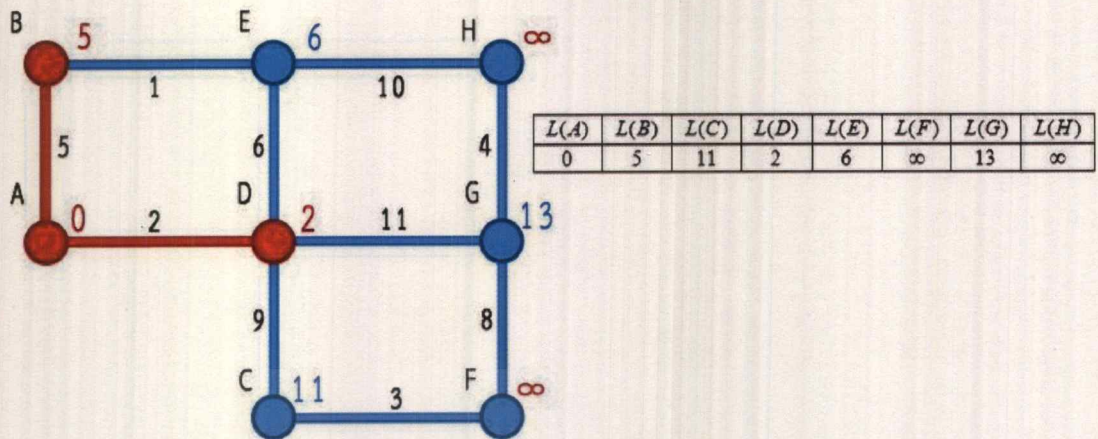 B 5 E 6 H ∞
1 10
5 6 4
A 0 2 D 2 11 G 13
9 8
C 11 3 F ∞
L(A) L(B) L(C) L(D) L(E) L(F) L(G) L(H)
0 5 11 2 6 ∞ 13 ∞